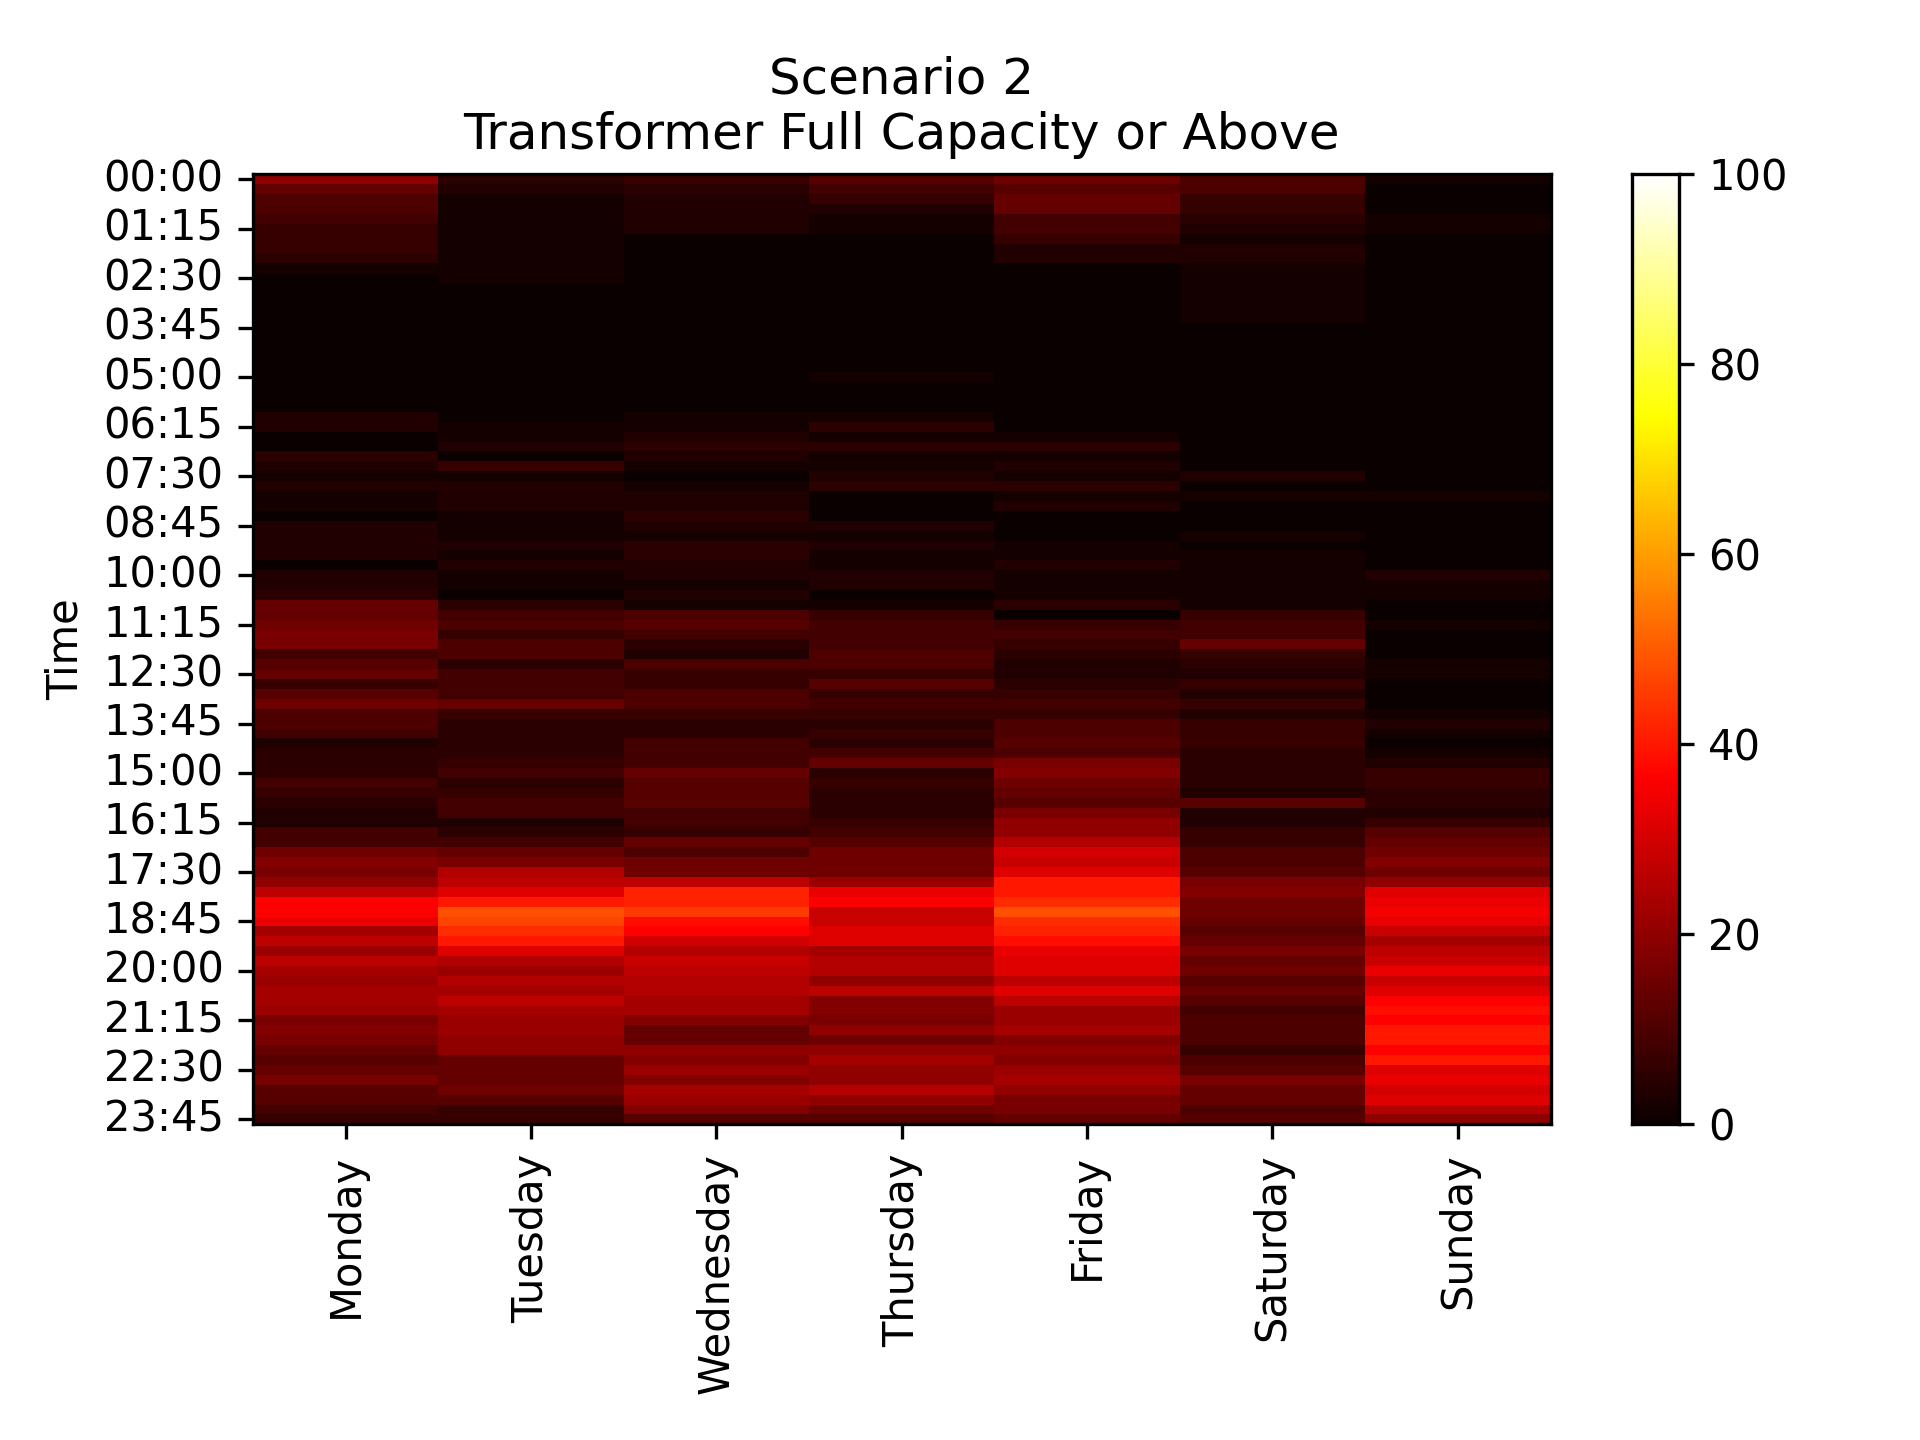 Scenario 2
Transformer Full Capacity or Above
Time
00:00
01:15
02:30
03:45
05:00
06:15
07:30
08:45
10:00
11:15
12:30
13:45
15:00
16:15
17:30
18:45
20:00
21:15
22:30
23:45
Monday
Tuesday
Wednesday
Thursday
Friday
Saturday
Sunday
100
80
60
40
20
0